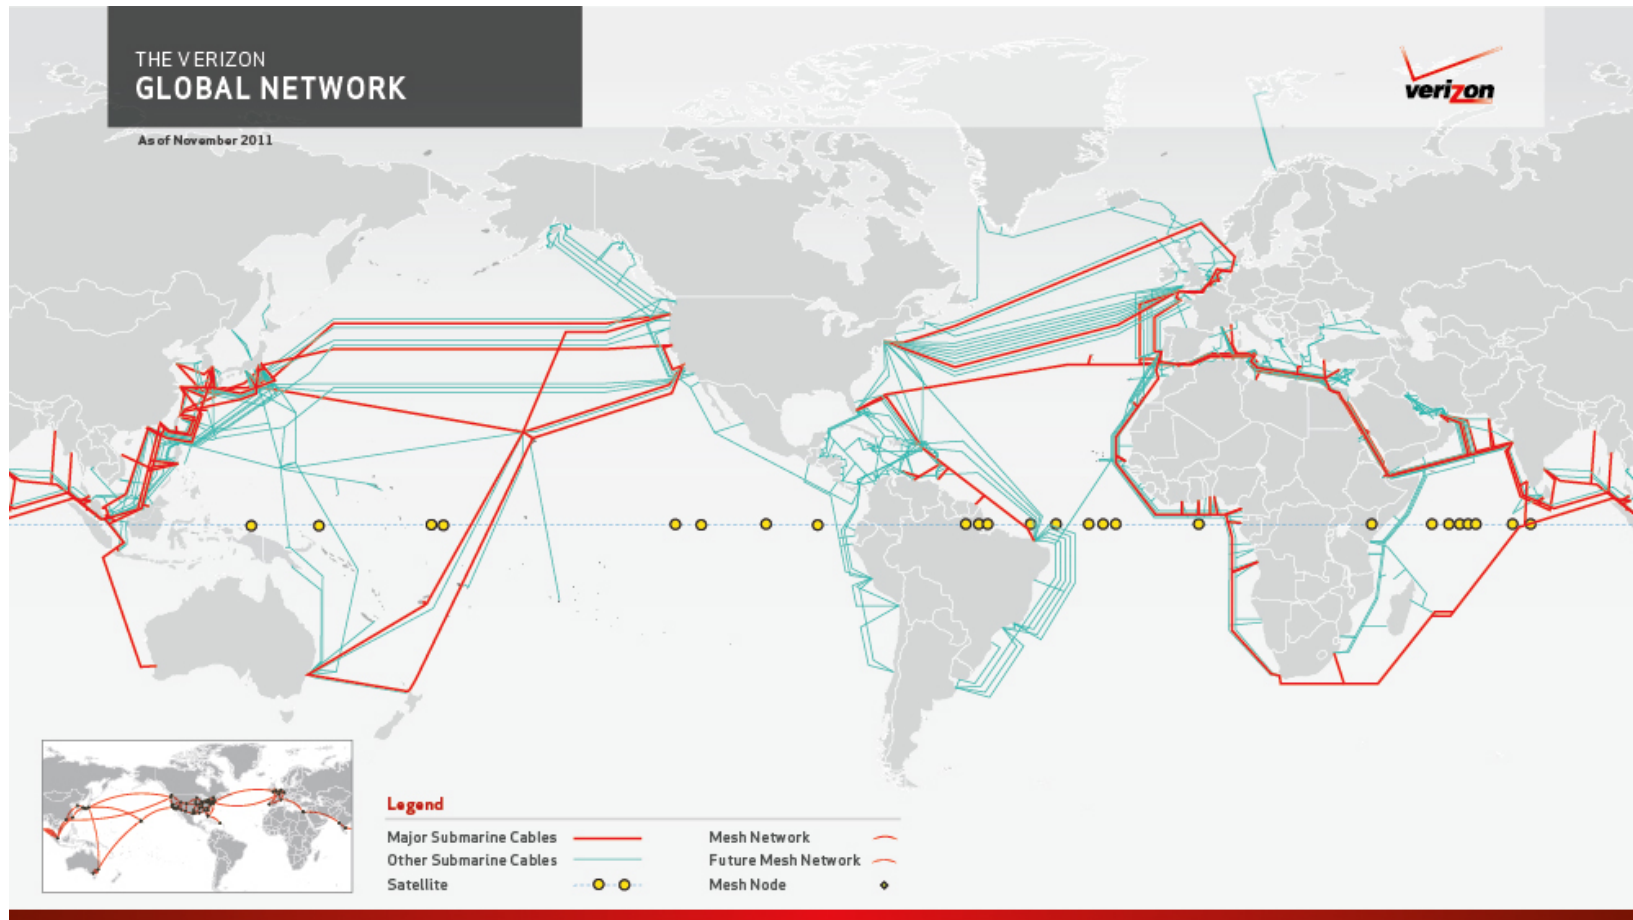 THE VERIZON
GLOBAL NETWORK
verizon
As of November 2011
Legend
Major Submarine Cables
Other Submarine Cables
Satellite
Mesh Network
Future Mesh Network
Mesh Node